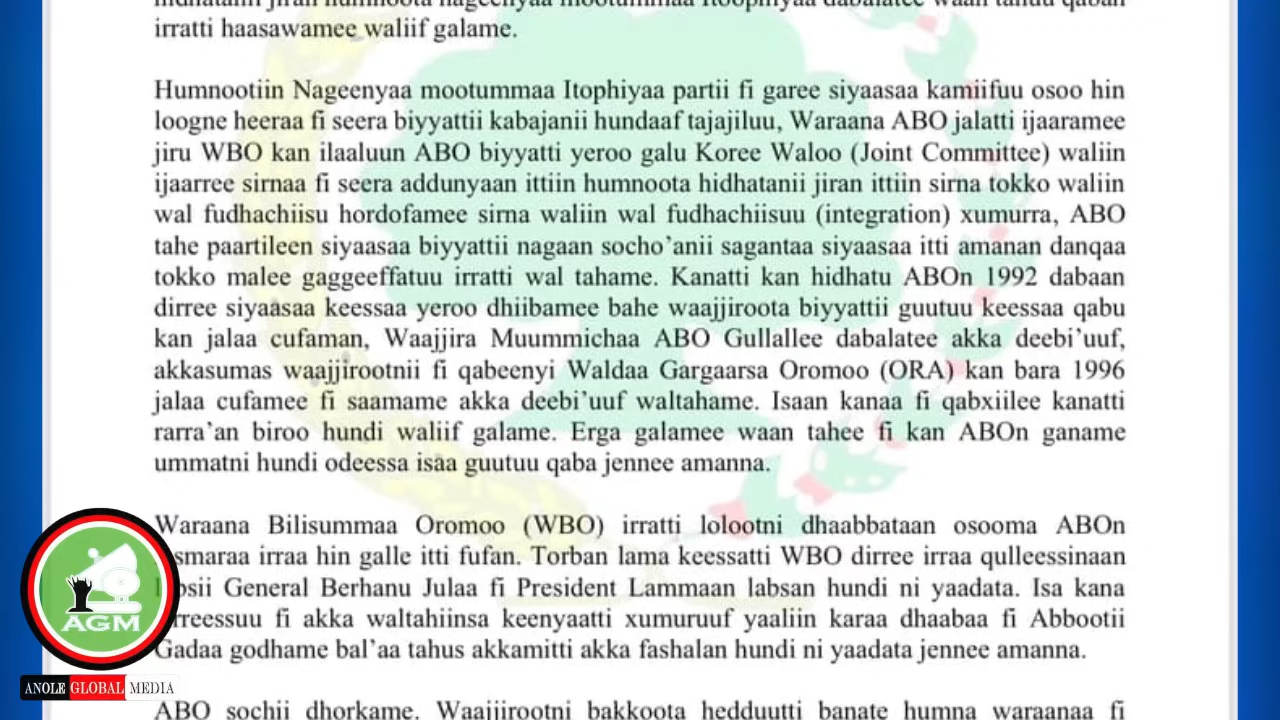 irratti haasawamee waliif galame.
Humnootiin Nageenyaa mootummaa Itophiyaa partii fi garee siyaasaa kamiifuu osoo hin
loogne heeraa fi seera biyyattii kabajanii hundaaf tajajiluu, Waraana ABO jalatti ijaaramee
jiru WBO kan ilaaluun ABO biyyatti yeroo galu Koree Waloo (Joint Committee) waliin
ijaarree sirnaa fi seera addunyaan ittiin humnoota hidhatanii jiran ittiin sirna tokko waliin
wal fudhachiisu hordofamee sirna waliin wal fudhachiisuu (integration) xumurra, ABO
tahe paartileen siyaasaa biyyattii nagaan socho’anii sagantaa siyaasaa itti amanan danqaa
tokko malee gaggeeffatuu irratti wal tahame. Kanatti kan hidhatu ABOn 1992 dabaan
dirree siyaasaa keessaa yeroo dhiibamee bahe waajjiroota biyyattii guutuu keessaa qabu
kan jalaa cufaman, Waajjira Muummichaa ABO Gullallee dabalatee akka deebi’uuf,
akkasumas waajjirootnii fi qabeenyi Waldaa Gargaarsa Oromoo (ORA) kan bara 1996
jalaa cufamee fi saamame akka deebi’uuf waltahame. Isaan kanaa fi qabxiilee kanatti
rarra’an biroo hundi waliif galame. Erga galamee waan tahee fi kan ABOn ganame
ummatni hundi odeessa isaa guutuu qaba jennee amanna.
Waraana Bilisummaa Oromoo (WBO) irratti lolootni dhaabbataan osooma ABOn
irraa hin galle itti fufan. Torban lama keessatti WBO dirree irraa qulleessinaan
General Berhanu Julaa fi President Lammaan labsan hundi ni yaadata. Isa kana
fi akka waltahiinsa keenyaatti xumuruuf yaaliin karaa dhaabaa fi Abbootii
Gadaa godhame bal’aa tahus akkamitti akka fashalan hundi ni yaadata jennee amanna.
ABO sochii dhorkame. Waajjirootni bakkoota hedduutti banate humna waraanaa fi
AGM
ANOLE GLOBAL MEDIA